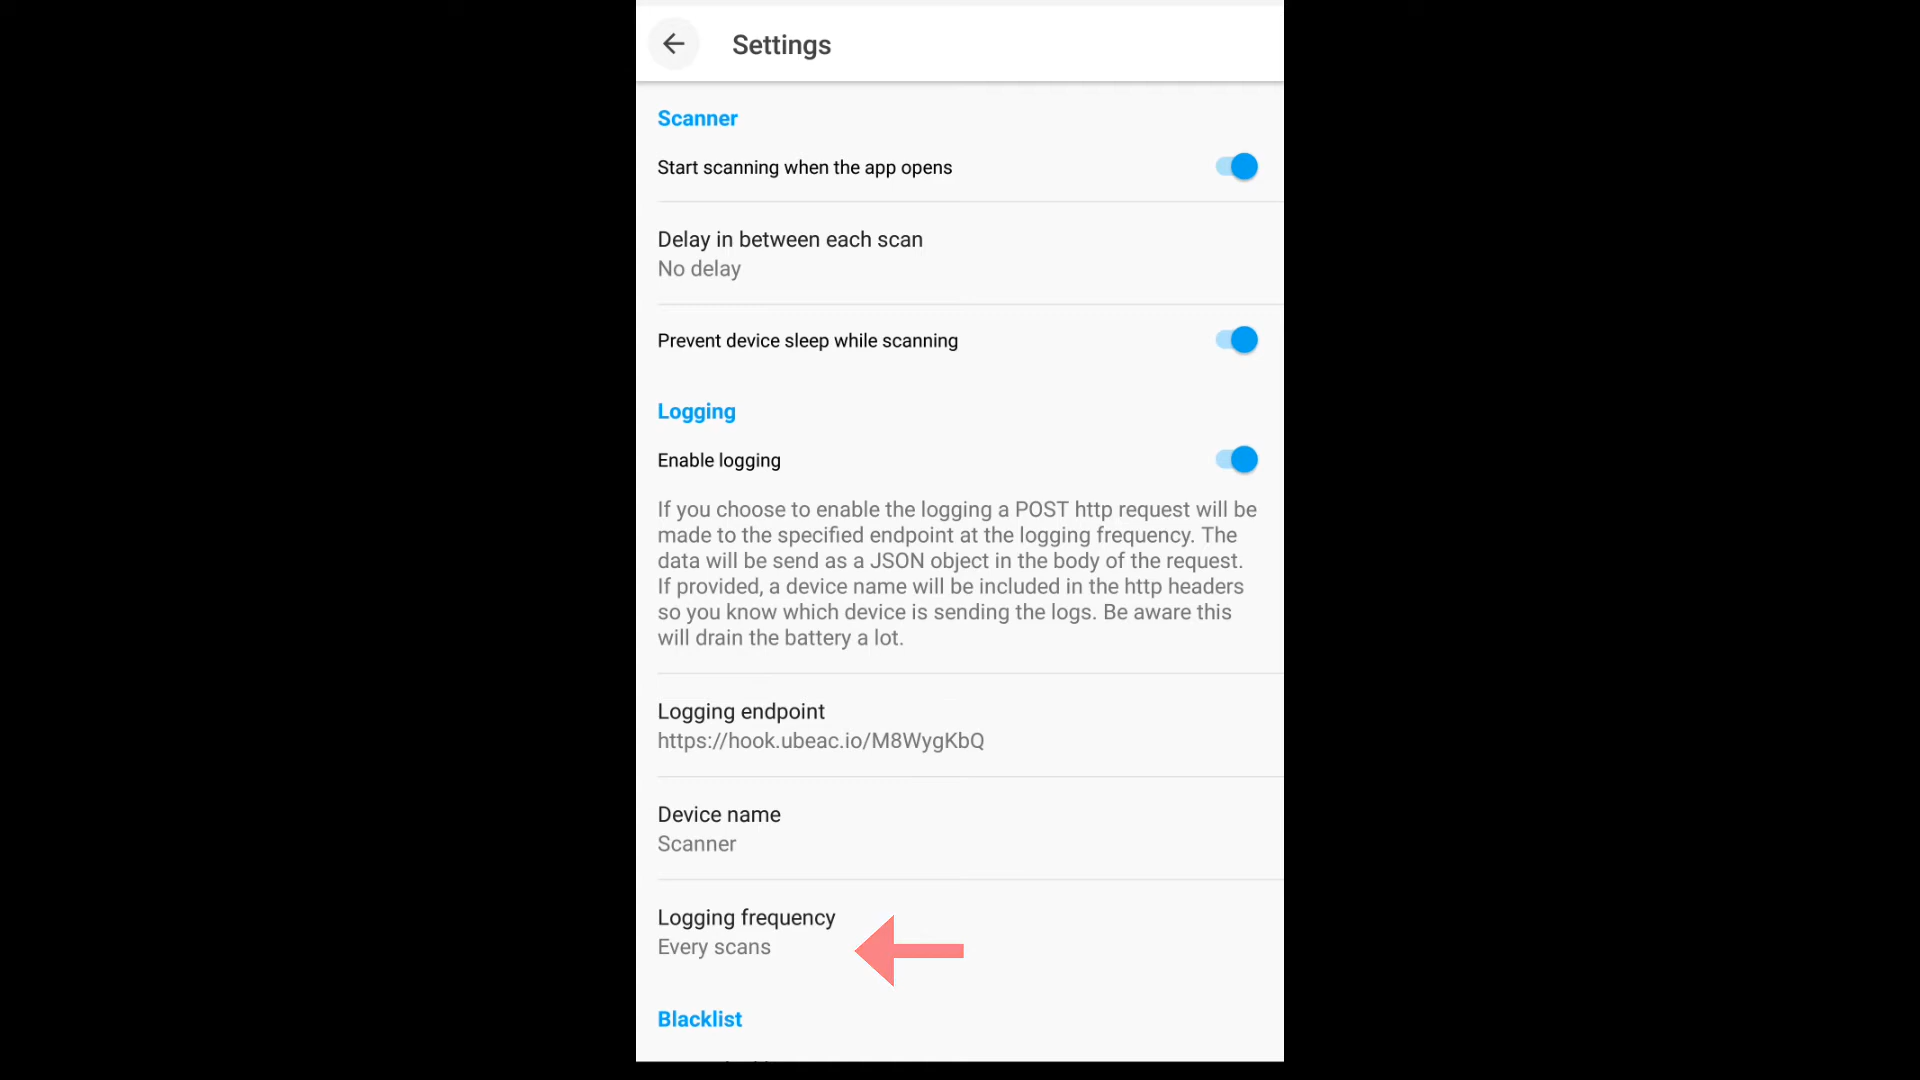 Settings
Scanner
Start scanning when the app opens
Delay in between each scan
No delay
Prevent device sleep while scanning
Logging
Enable logging
If you choose to enable the logging a POST http request will be
made to the specified endpoint at the logging frequency. The
data will be send as a JSON object in the body of the request.
If provided, a device name will be included in the http headers
so you know which device is sending the logs. Be aware this
will drain the battery a lot.
Logging endpoint
https://hook.ubeac.io/M8WygKbQ
Device name
Scanner
Logging frequency
Every scans
Blacklist